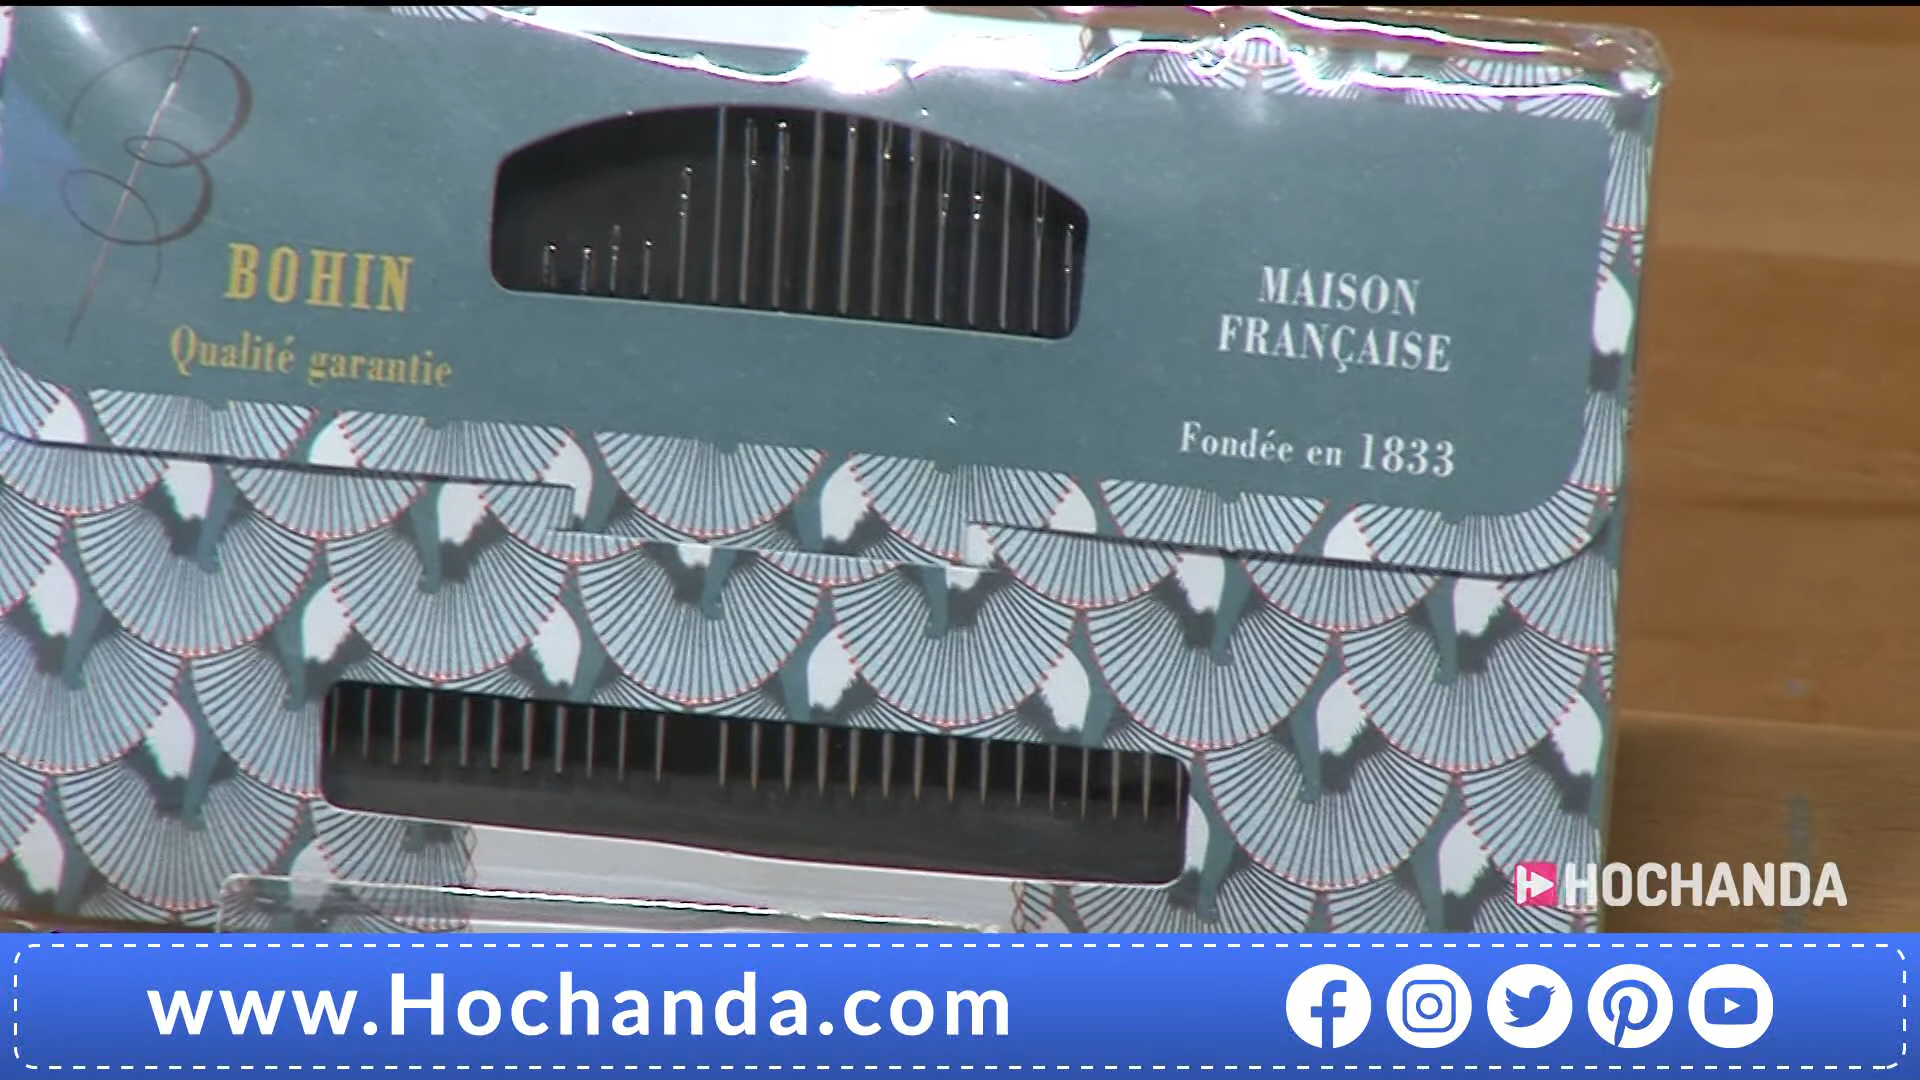 BOHIN
Qualité garantie
MAISON
FRANÇAISE
Fondée en 1833
HOCHANDA
www.Hochanda.com